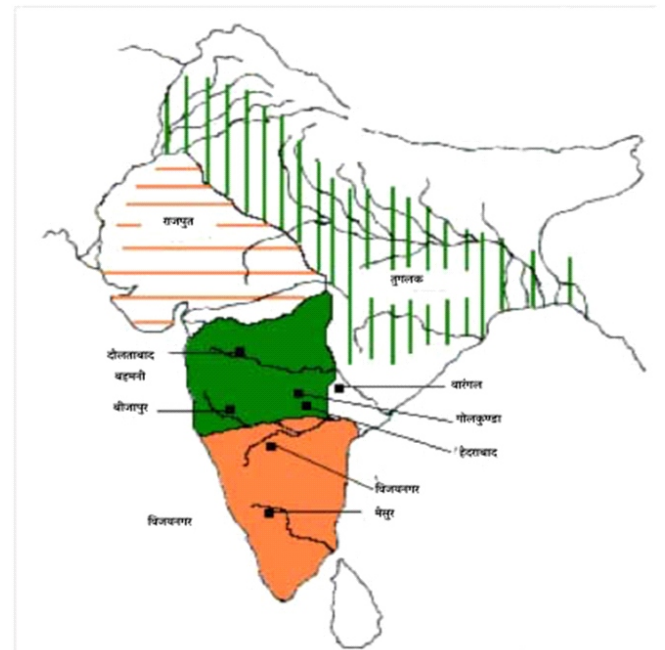 राजपुत
तुगलक
दौलताबाद
बहमनी
बीजापुर
वारंगल
गोलकुण्डा
हैदराबाद
विजयनगर
मैसुर
विजयनगर